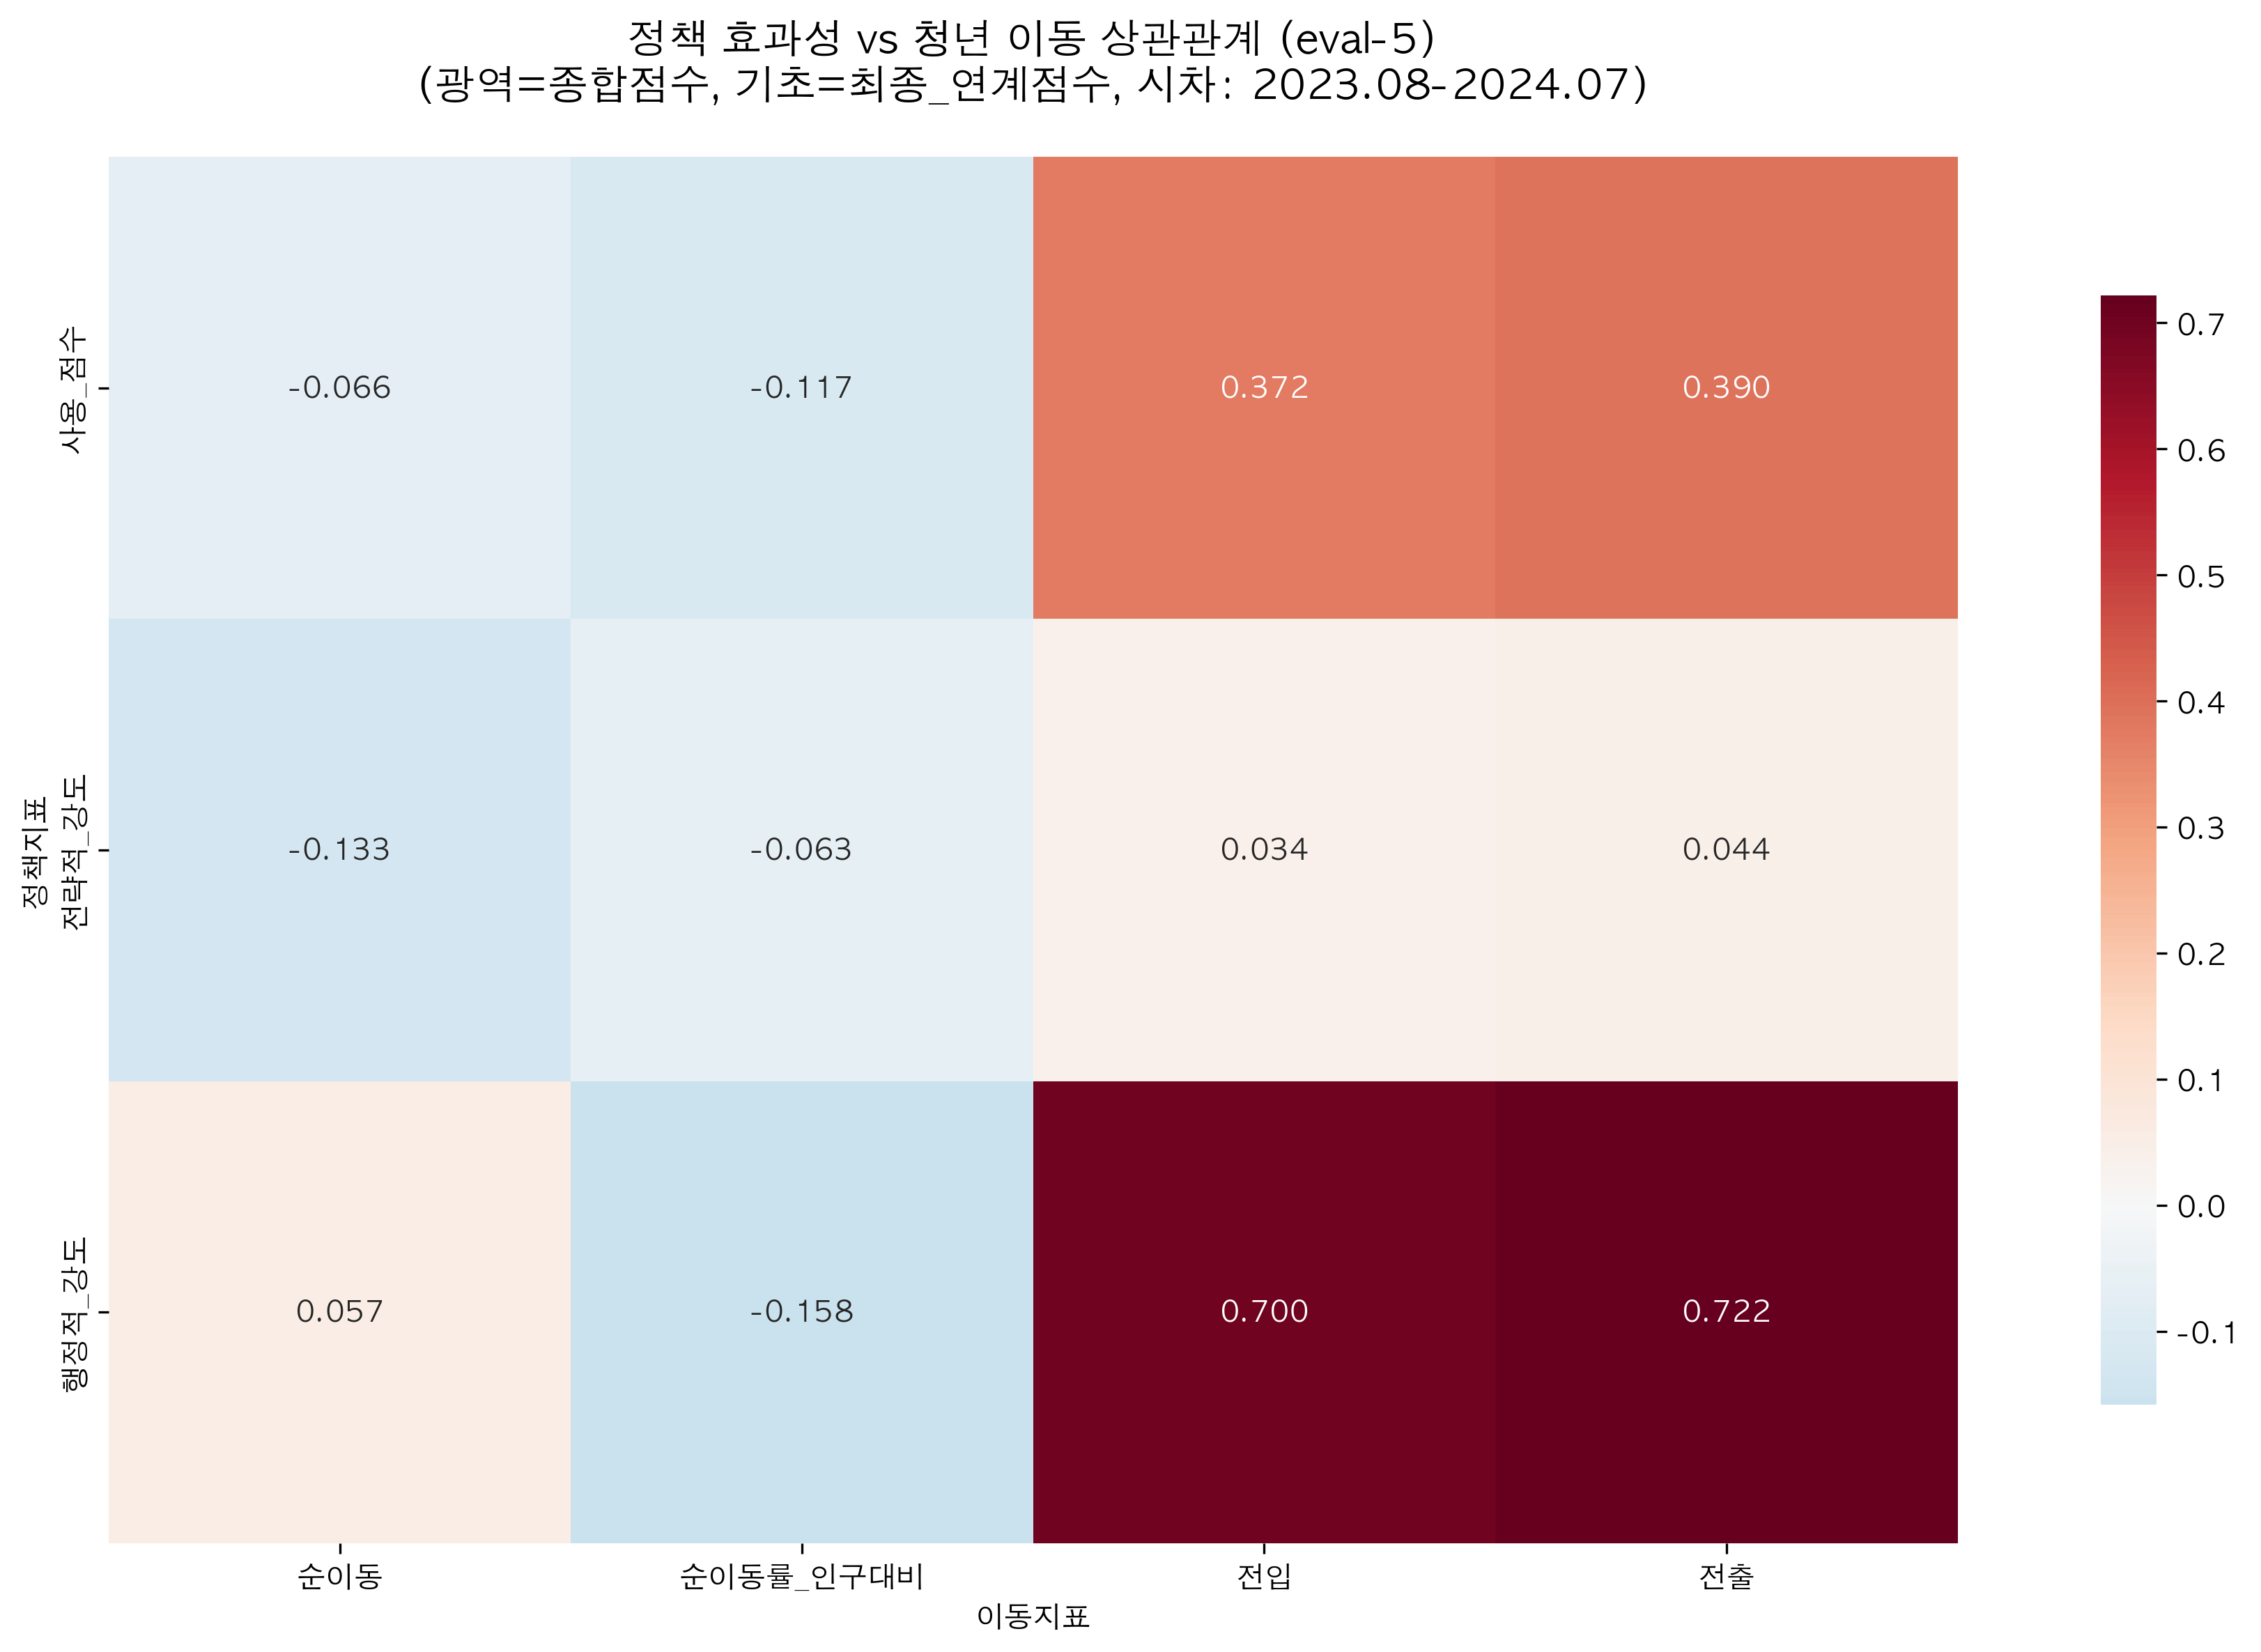 정책 효과성 vs 청년 이동 상관관계 (eval-5)
(광역=종합점수, 기초=최종_연계점수, 시차: 2023.08-2024.07)
정책지표
사용_점수
-0.066
-0.117
0.372
0.390
전략적_강도
-0.133
-0.063
0.034
0.044
행정적_강도
0.057
-0.158
0.700
0.722
순이동
순이동률_인구대비
전입
전출
이동지표
0.7
0.6
0.5
0.4
0.3
0.2
0.1
0.0
-0.1